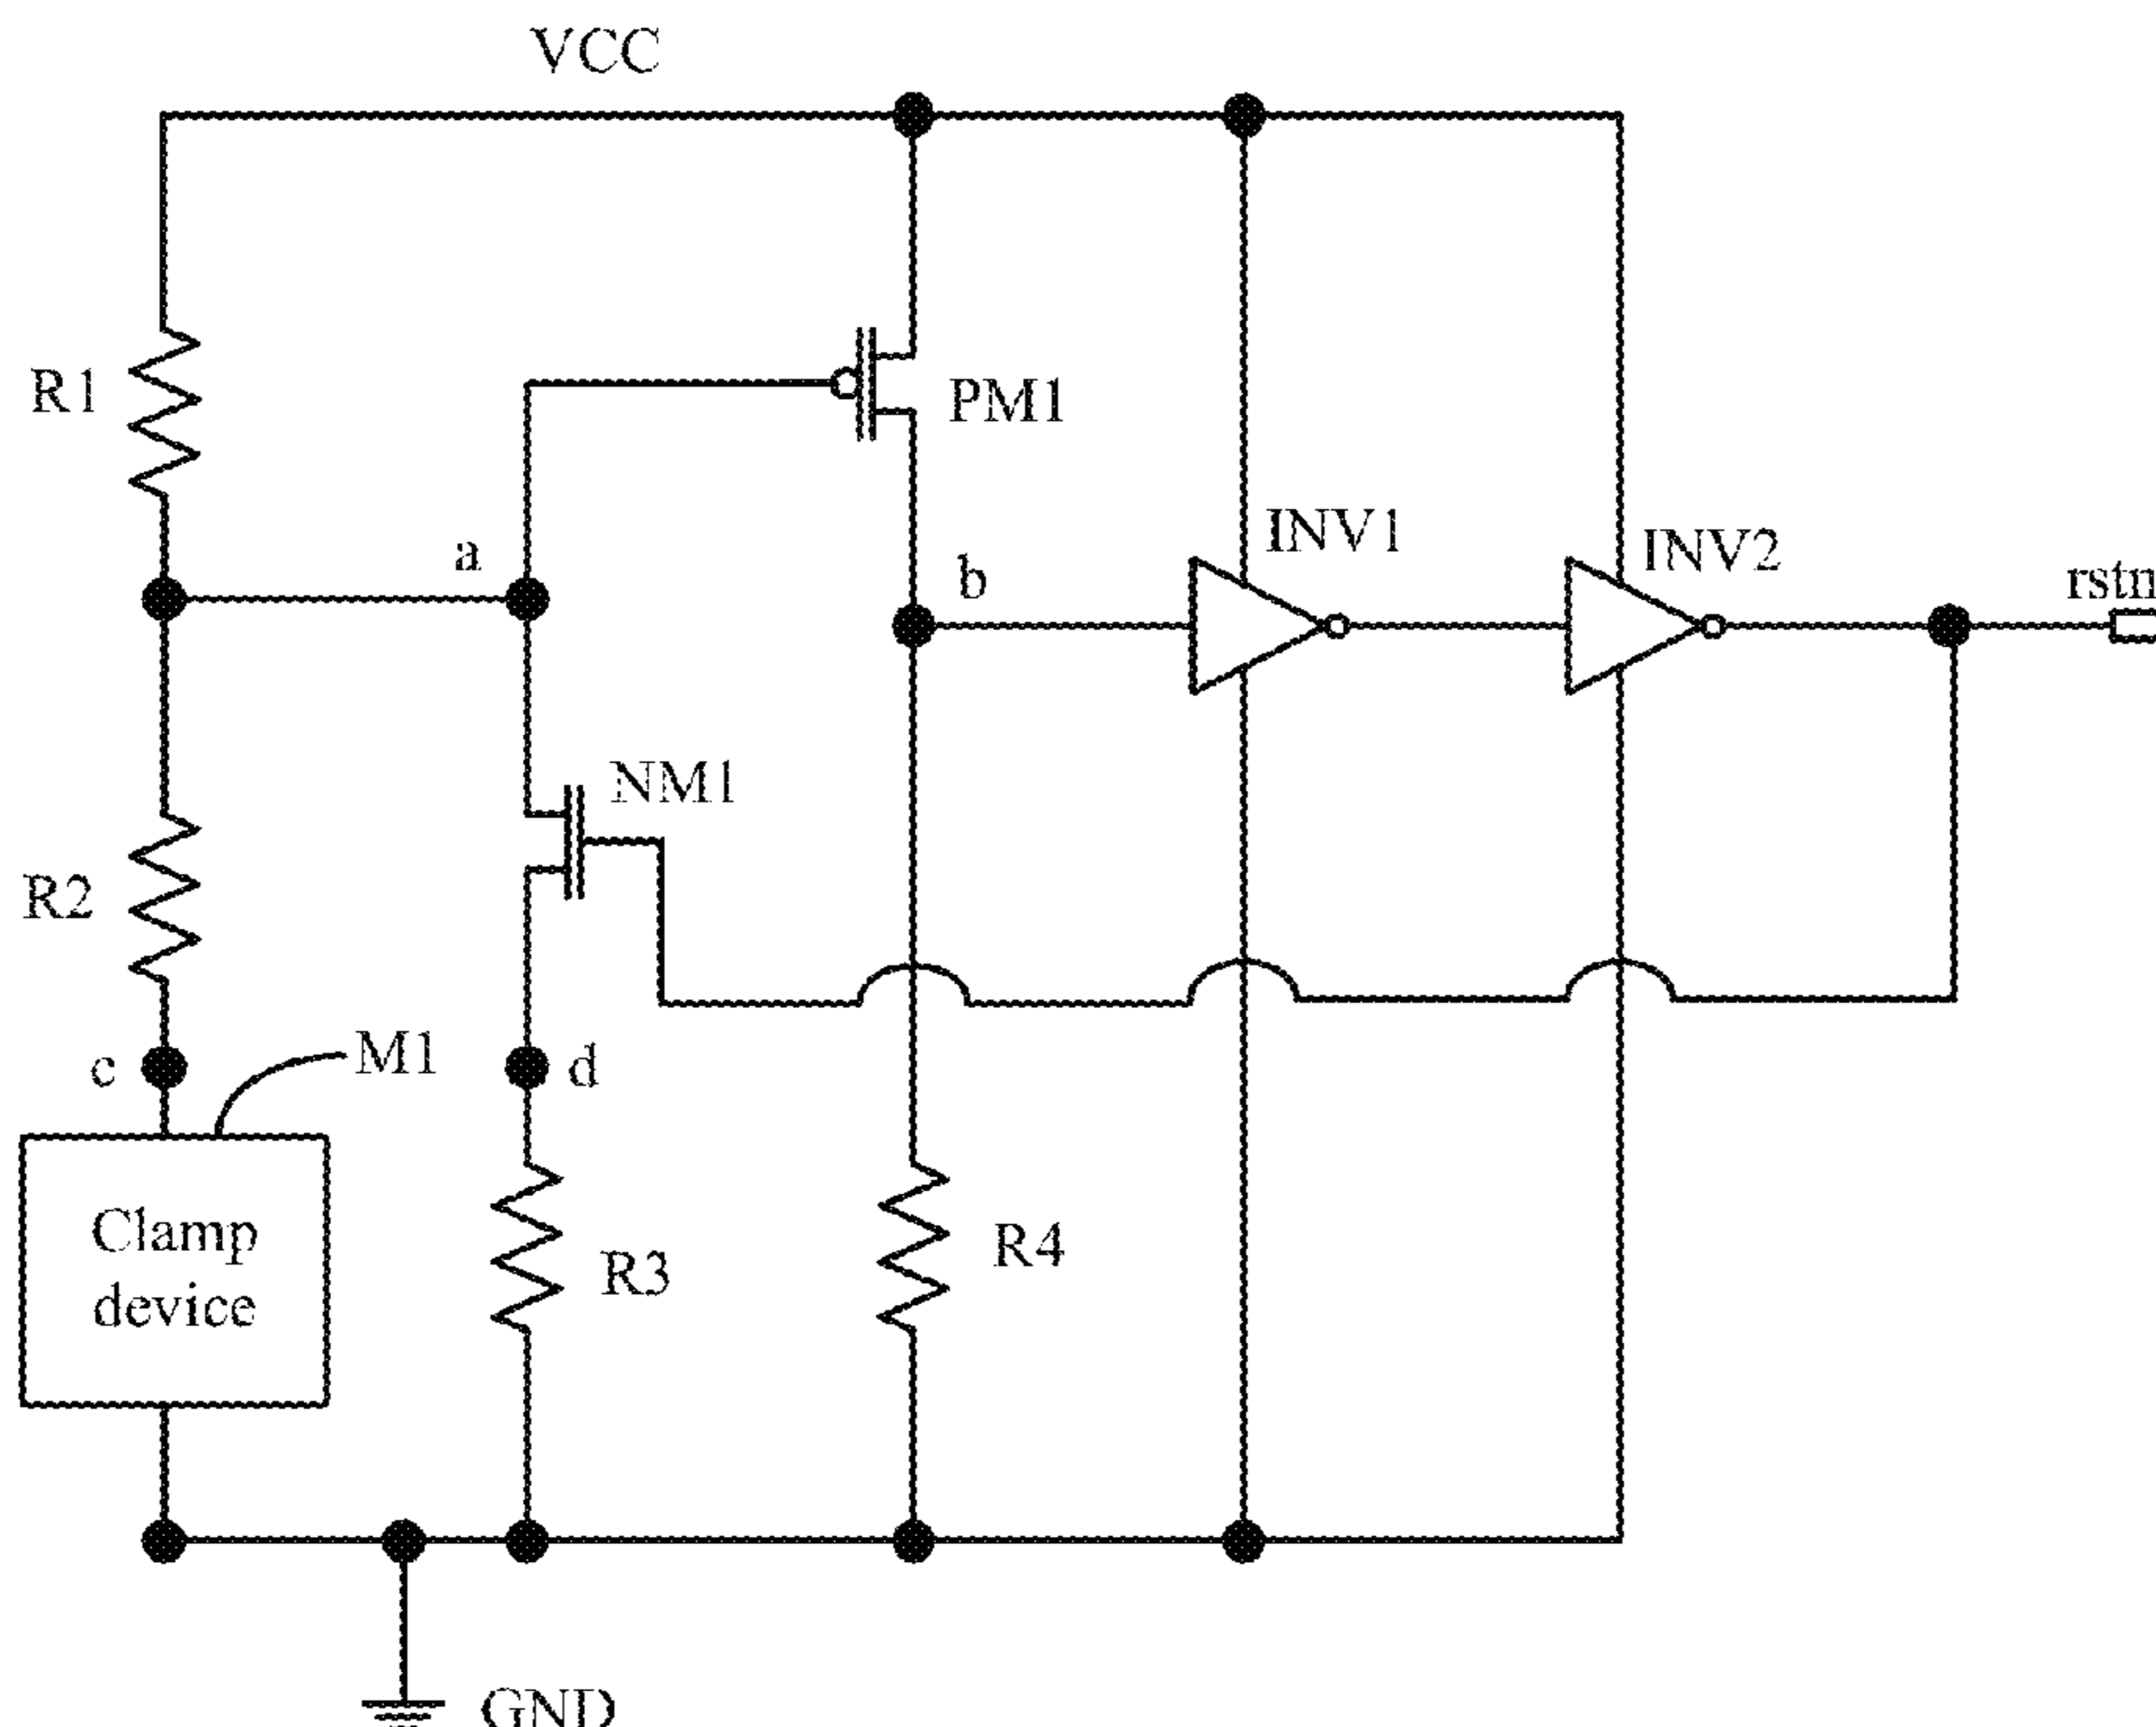 VCC
R1
PM1
a
b
INV1
INV2
rstn
NM1
R2
c
M1
d
Clamp
device
R3
R4
GND